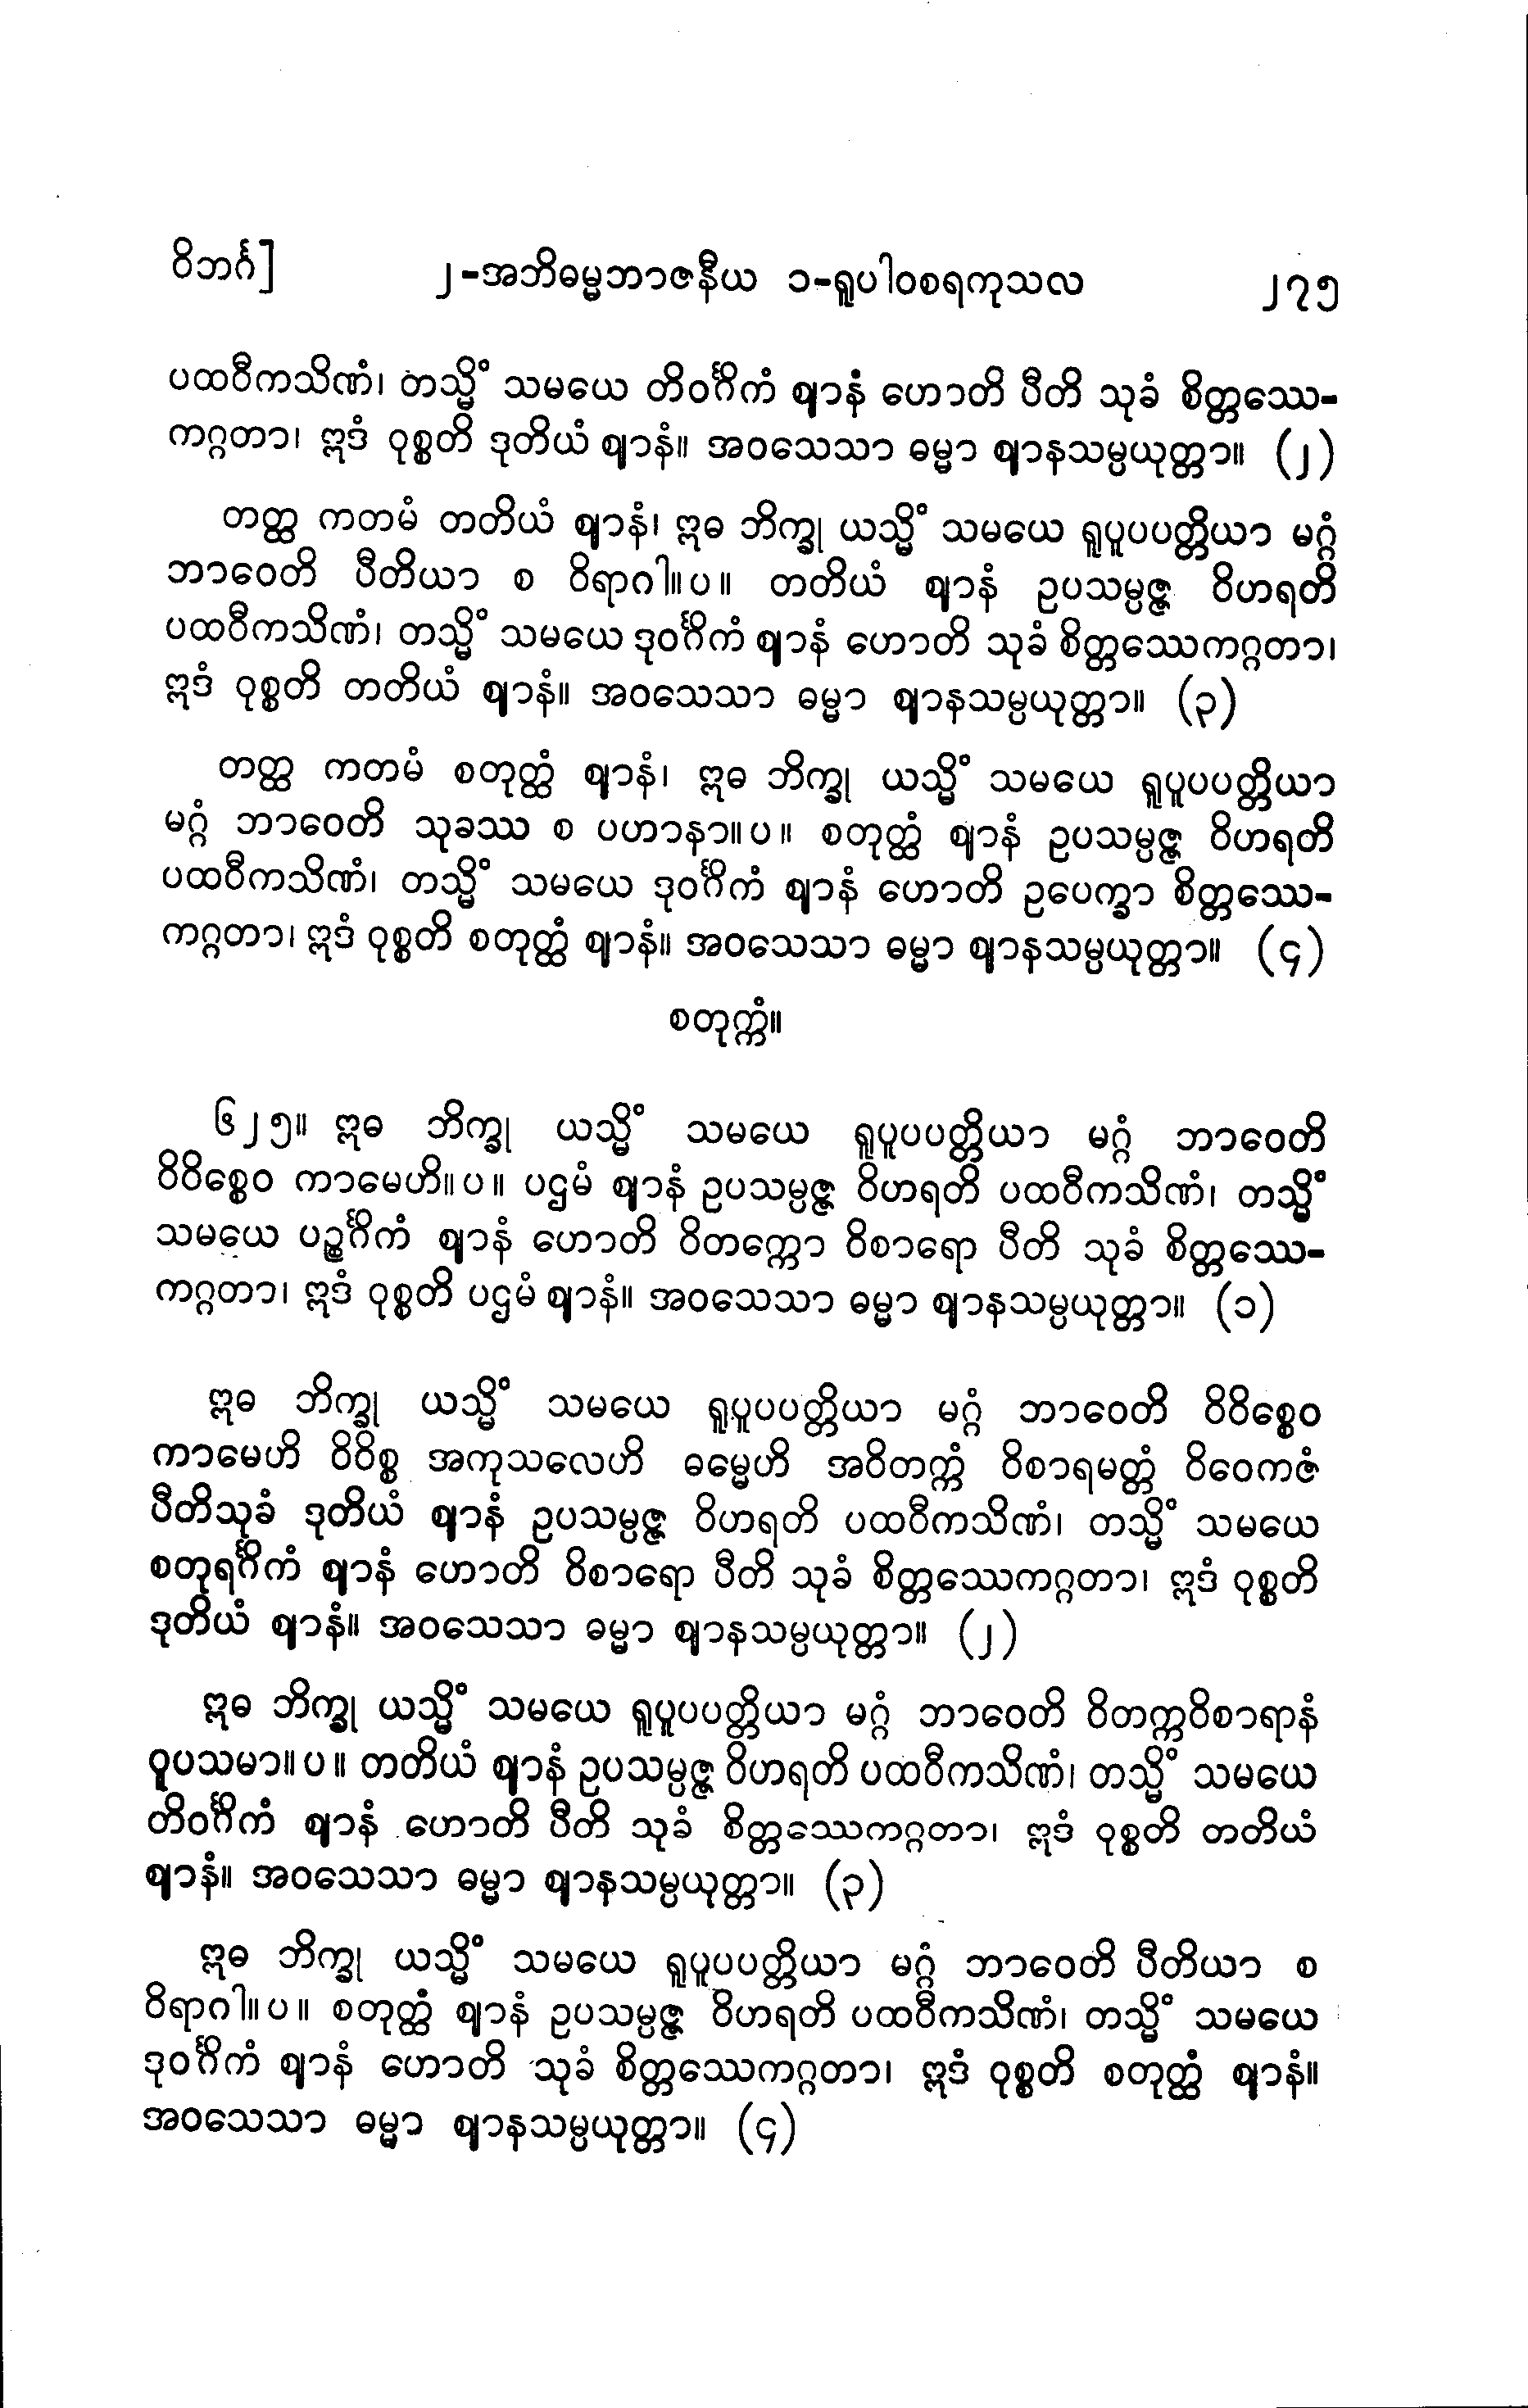 ဝိဘင်္ဂ] ၂-အဘိဓမ္မဘာဇနီယ ၁-ရူပါဝစရကုသလ ၂၇၅
ပထဝီကသိဏံ၊ တသ္မိံ သမယေ တိဝင်္ဂိကံ ဈာနံ ဟောတိ ပီတိ သုခံ စိတ္တဿေ-
ကဂ္ဂတာ၊ ဣဒံ ဝုစ္စတိ ဒုတိယံ ဈာနံ။ အဝသေသာ ဓမ္မာ ဈာနသမ္ပယုတ္တာ။ (၂)
တတ္ထ ကတမံ တတိယံ ဈာနံ၊ ဣဓ ဘိက္ခု ယသ္မိံ သမယေ ရူပူပပတ္တိယာ မဂ္ဂံ
ဘာဝေတိ ပီတိယာ စ ဝိရာဂါ။ပ။ တတိယံ ဈာနံ ဥပသမ္ပဇ္ဇ ဝိဟရတိ
ပထဝီကသိဏံ၊ တသ္မိံ သမယေ ဒုဝင်္ဂိကံ ဈာနံ ဟောတိ သုခံ စိတ္တဿေကဂ္ဂတာ၊
ဣဒံ ဝုစ္စတိ တတိယံ ဈာနံ။ အဝသေသာ ဓမ္မာ ဈာနသမ္ပယုတ္တာ။ (၃)
တတ္ထ ကတမံ စတုတ္ထံ ဈာနံ၊ ဣဓ ဘိက္ခု ယသ္မိံ သမယေ ရူပူပပတ္တိယာ
မဂ္ဂံ ဘာဝေတိ သုခဿ စ ပဟာနာ။ပ။ စတုတ္ထံ ဈာနံ ဥပသမ္ပဇ္ဇ ဝိဟရတိ
ပထဝီကသိဏံ၊ တသ္မိံ သမယေ ဒုဝင်္ဂိကံ ဈာနံ ဟောတိ ဥပေက္ခာ စိတ္တဿေ-
ကဂ္ဂတာ၊ ဣဒံ ဝုစ္စတိ စတုတ္ထံ ဈာနံ။ အဝသေသာ ဓမ္မာ ဈာနသမ္ပယုတ္တာ။ (၄)
စတုက္ကံ။
၆၂၅။ ဣဓ ဘိက္ခု ယသ္မိံ သမယေ ရူပူပပတ္တိယာ မဂ္ဂံ ဘာဝေတိ
ဝိဝိစ္စေဝ ကာမေဟိ။ပ။ ပဌမံ ဈာနံ ဥပသမ္ပဇ္ဇ ဝိဟရတိ ပထဝီကသိဏံ၊ တသ္မိံ
သမယေ ပဉ္စင်္ဂိကံ ဈာနံ ဟောတိ ဝိတက္ကော ဝိစာရော ပီတိ သုခံ စိတ္တဿေ-
ကဂ္ဂတာ၊ ဣဒံ ဝုစ္စတိ ပဌမံ ဈာနံ။ အဝသေသာ ဓမ္မာ ဈာနသမ္ပယုတ္တာ။ (၁)
ဣဓ ဘိက္ခု ယသ္မိံ သမယေ ရူပူပပတ္တိယာ မဂ္ဂံ ဘာဝေတိ ဝိဝိစ္စေဝ
ကာမေဟိ ဝိဝိစ္စ အကုသလေဟိ ဓမ္မေဟိ အဝိတက္ကံ ဝိစာရမတ္တံ ဝိဝေကဇံ
ပီတိသုခံ ဒုတိယံ ဈာနံ ဥပသမ္ပဇ္ဇ ဝိဟရတိ ပထဝီကသိဏံ၊ တသ္မိံ သမယေ
စတုရင်္ဂိကံ ဈာနံ ဟောတိ ဝိစာရော ပီတိ သုခံ စိတ္တဿေကဂ္ဂတာ၊ ဣဒံ ဝုစ္စတိ
ဒုတိယံ ဈာနံ။ အဝသေသာ ဓမ္မာ ဈာနသမ္ပယုတ္တာ။ (၂)
ဣဓ ဘိက္ခု ယသ္မိံ သမယေ ရူပူပပတ္တိယာ မဂ္ဂံ ဘာဝေတိ ဝိတက္ကဝိစာရာနံ
ဝူပသမာ။ပ။ တတိယံ ဈာနံ ဥပသမ္ပဇ္ဇ ဝိဟရတိ ပထဝီကသိဏံ၊ တသ္မိံ သမယေ
တိဝင်္ဂိကံ ဈာနံ ဟောတိ ပီတိ သုခံ စိတ္တဿေကဂ္ဂတာ၊ ဣဒံ ဝုစ္စတိ တတိယံ
ဈာနံ။ အဝသေသာ ဓမ္မာ ဈာနသမ္ပယုတ္တာ။ (၃)
ဣဓ ဘိက္ခု ယသ္မိံ သမယေ ရူပူပပတ္တိယာ မဂ္ဂံ ဘာဝေတိ ပီတိယာ စ
ဝိရာဂါ။ပ။ စတုတ္ထံ ဈာနံ ဥပသမ္ပဇ္ဇ ဝိဟရတိ ပထဝီကသိဏံ၊ တသ္မိံ သမယေ
ဒုဝင်္ဂိကံ ဈာနံ ဟောတိ သုခံ စိတ္တဿေကဂ္ဂတာ၊ ဣဒံ ဝုစ္စတိ စတုတ္ထံ ဈာနံ။
အဝသေသာ ဓမ္မာ ဈာနသမ္ပယုတ္တာ။ (၄)